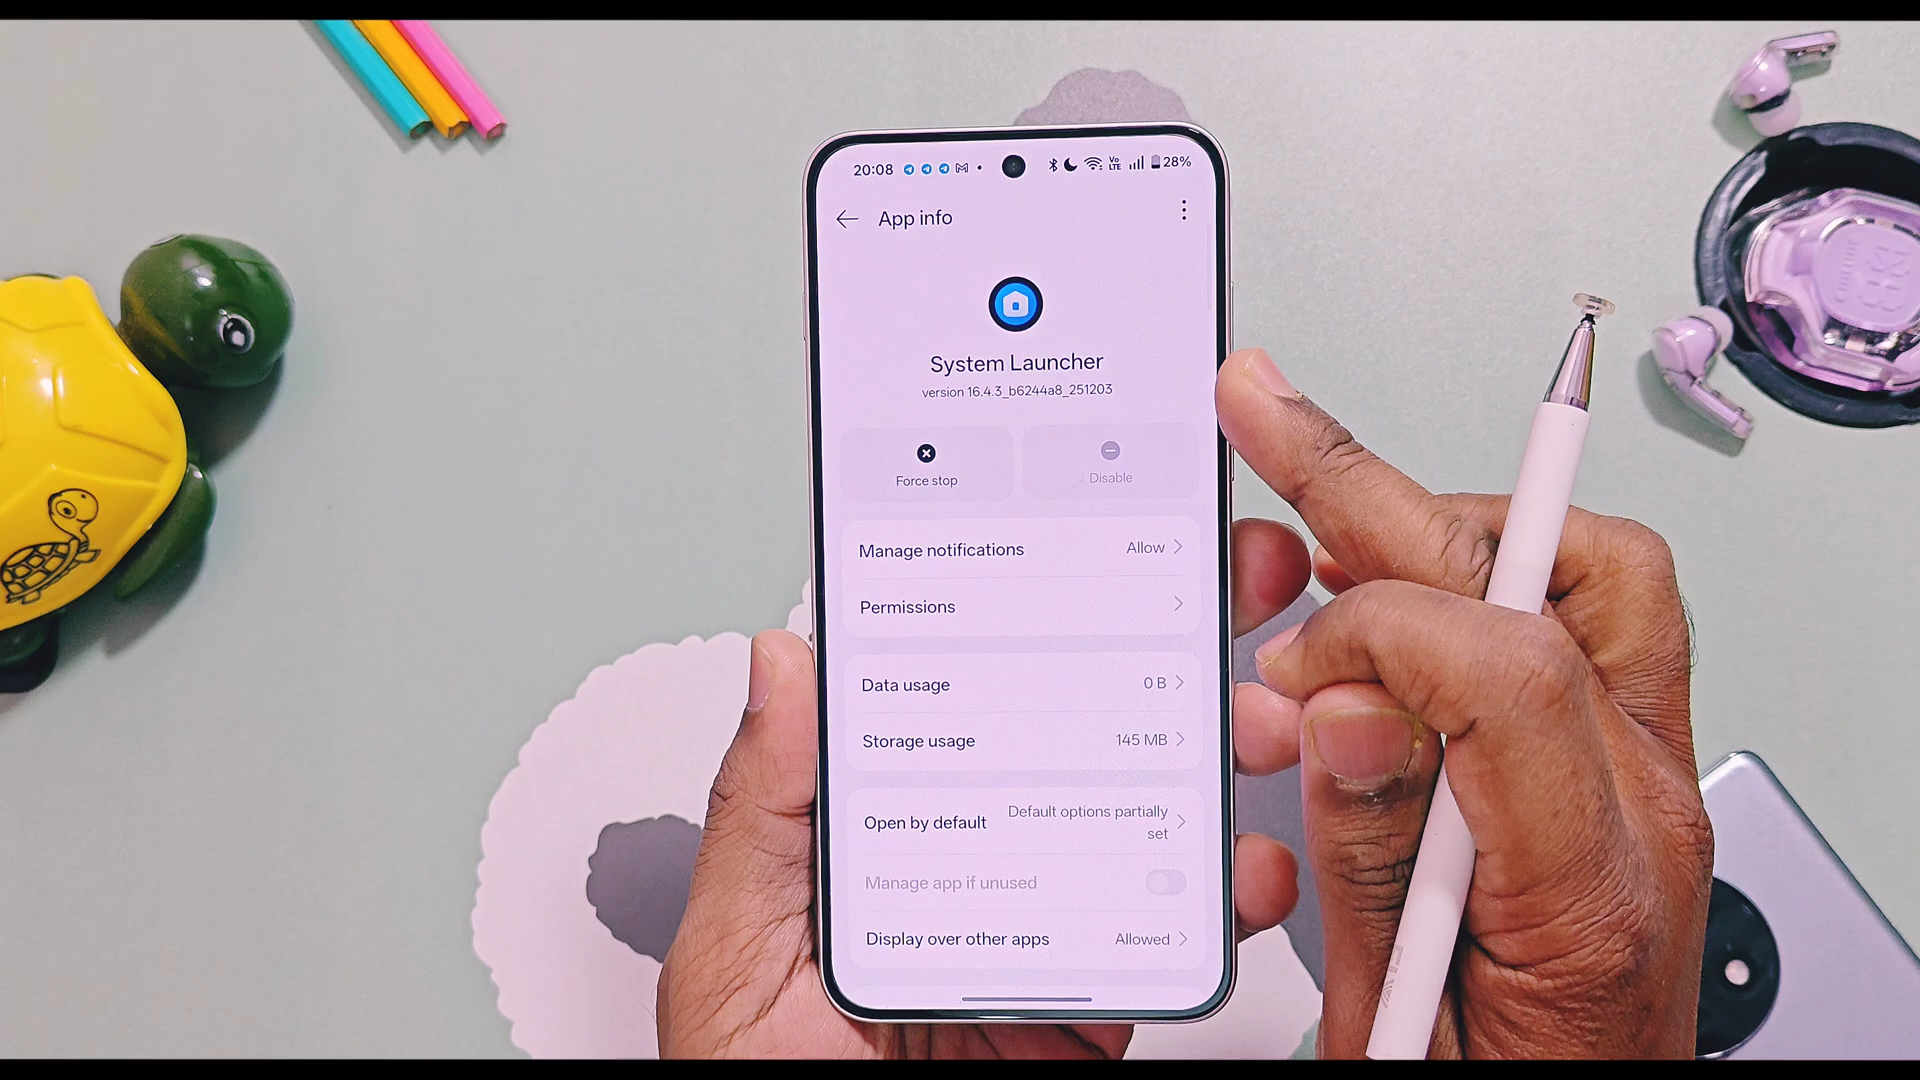 20:08 Vo LTE 28%
App info
System Launcher
version 16.4.3_b6244a8_251203
Force stop Disable
Manage notifications Allow
Permissions
Data usage 0 B
Storage usage 145 MB
Open by default Default options partially set
Manage app if unused
Display over other apps Allowed